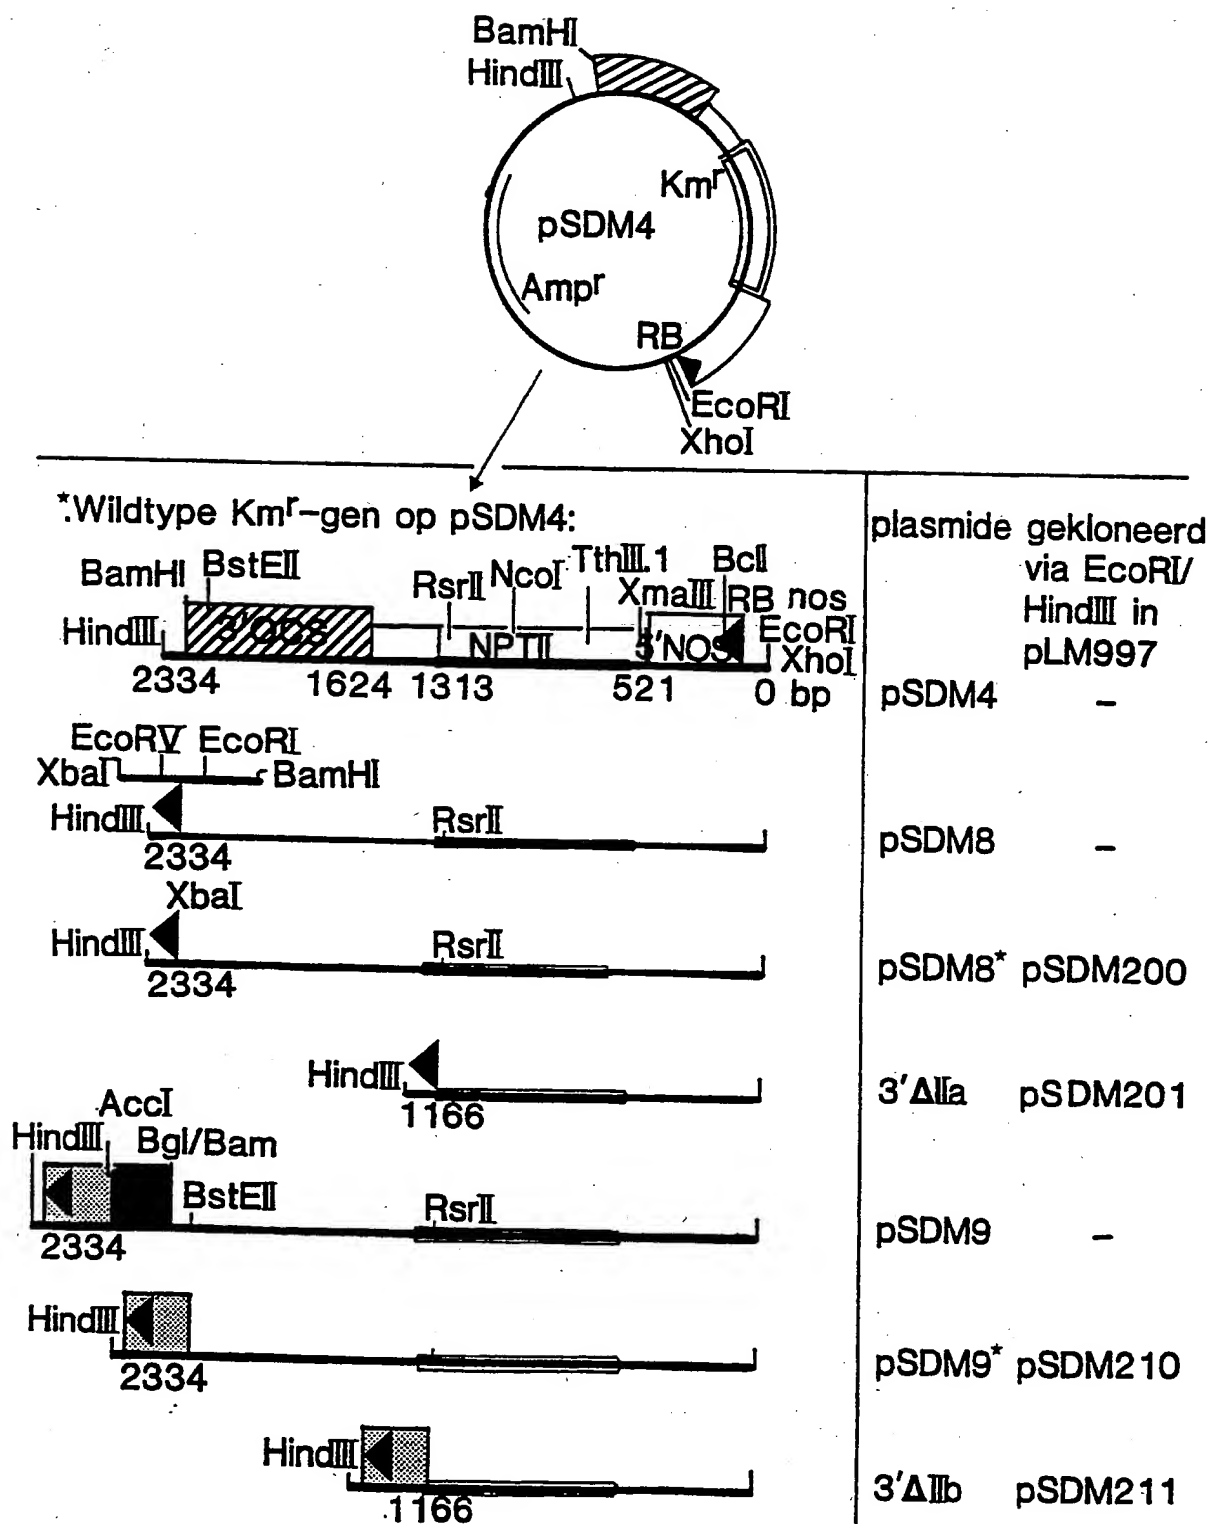 BamHI
HindIII
Kmr
pSDM4
Ampr
RB
EcoRI
XhoI
*.Wildtype Kmr-gen op pSDM4:
plasmide gekloneerd
via EcoRI/
HindIII in
pLM997
BamHI BstEII RsrII NcoI TthIII.1 XmaIII BclI
RB nos
HindIII 3'OCS NPTII 5'NOS EcoRI
XhoI
2334 1624 1313 521 0 bp
pSDM4 -
EcoRV EcoRI
XbaI BamHI
HindIII RsrII
2334
pSDM8 -
XbaI
HindIII RsrII
2334
pSDM8* pSDM200
HindIII
1166
3'ΔIIa pSDM201
AccI
HindIII Bgl/Bam
BstEII RsrII
2334
pSDM9 -
HindIII
2334
pSDM9* pSDM210
HindIII
1166
3'ΔIIb pSDM211